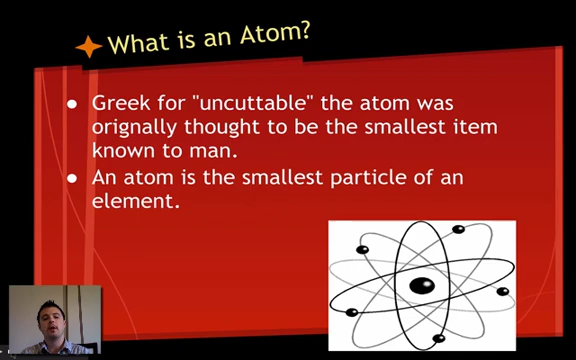 What is an Atom?
Greek for "uncuttable" the atom was
orignally thought to be the smallest item
known to man.
An atom is the smallest particle of an
element.